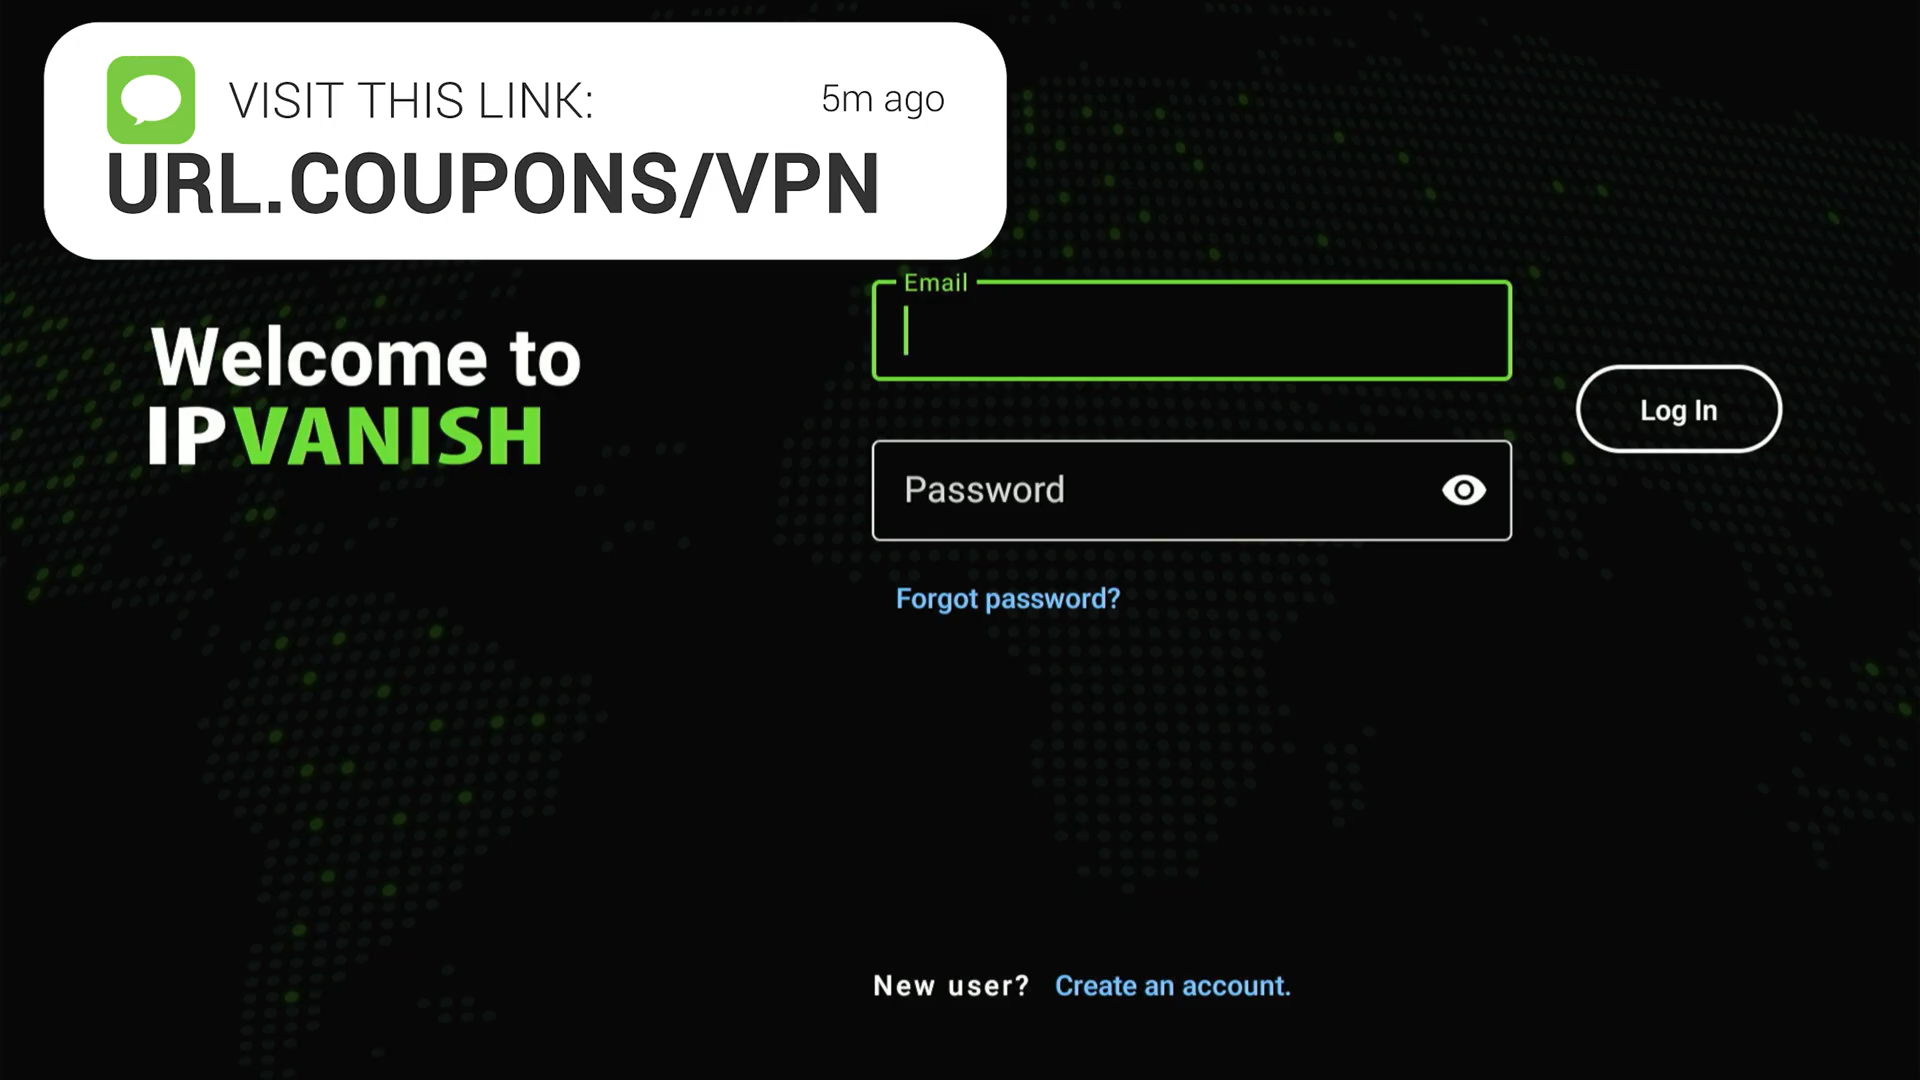 VISIT THIS LINK:
5m ago
URL.COUPONS/VPN
Welcome to
IPVANISH
Email
Password
Log In
Forgot password?
New user? Create an account.